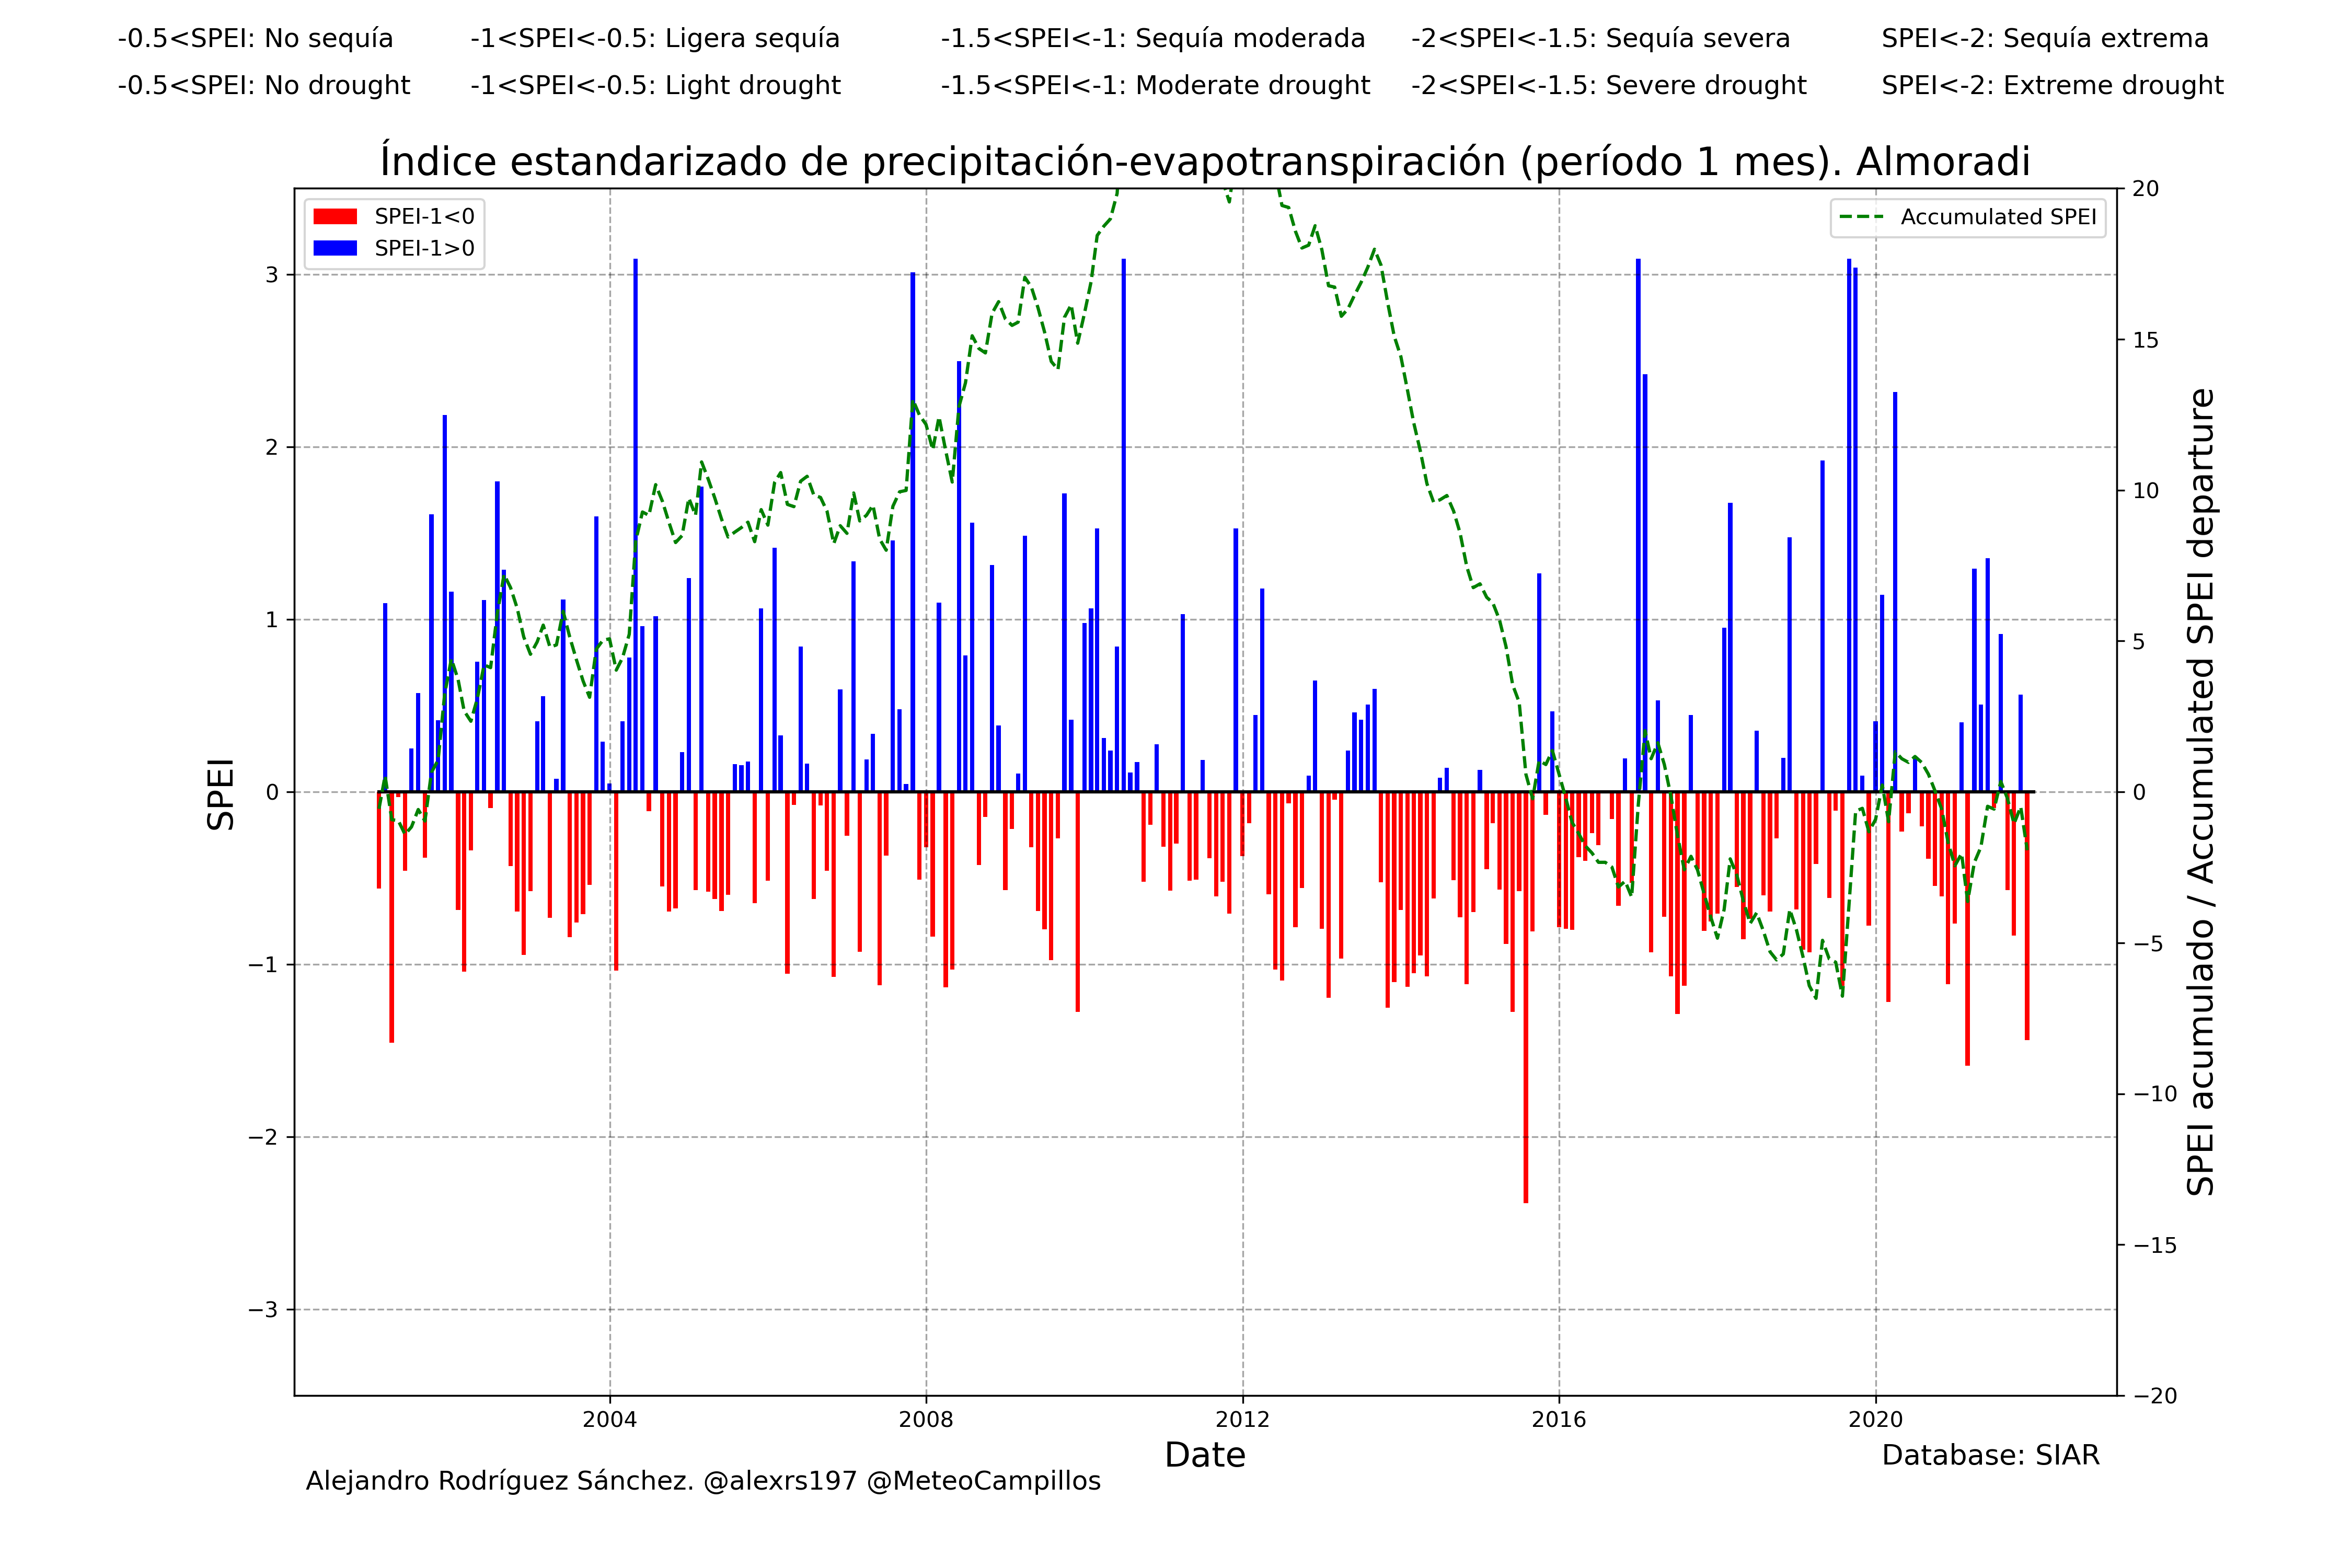 -0.5<SPEI: No sequía -1<SPEI<-0.5: Ligera sequía -1.5<SPEI<-1: Sequía moderada -2<SPEI<-1.5: Sequía severa SPEI<-2: Sequía extrema
-0.5<SPEI: No drought -1<SPEI<-0.5: Light drought -1.5<SPEI<-1: Moderate drought -2<SPEI<-1.5: Severe drought SPEI<-2: Extreme drought
Índice estandarizado de precipitación-evapotranspiración (período 1 mes). Almoradi
SPEI-1<0
SPEI-1>0
Accumulated SPEI
SPEI
3
2
1
0
−1
−2
−3
20
15
10
5
0
−5
−10
−15
−20
SPEI acumulado / Accumulated SPEI departure
2004 2008 2012 2016 2020
Date
Database: SIAR
Alejandro Rodríguez Sánchez. @alexrs197 @MeteoCampillos